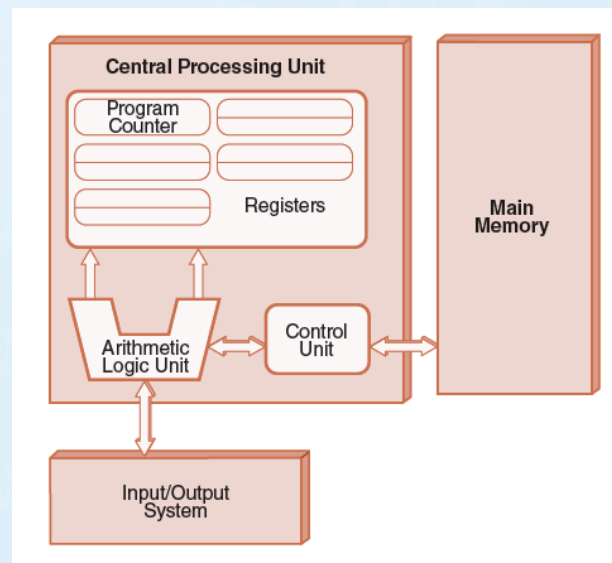 Central Processing Unit
Program
Counter
Registers
Main
Memory
Arithmetic
Logic Unit
Control
Unit
Input/Output
System